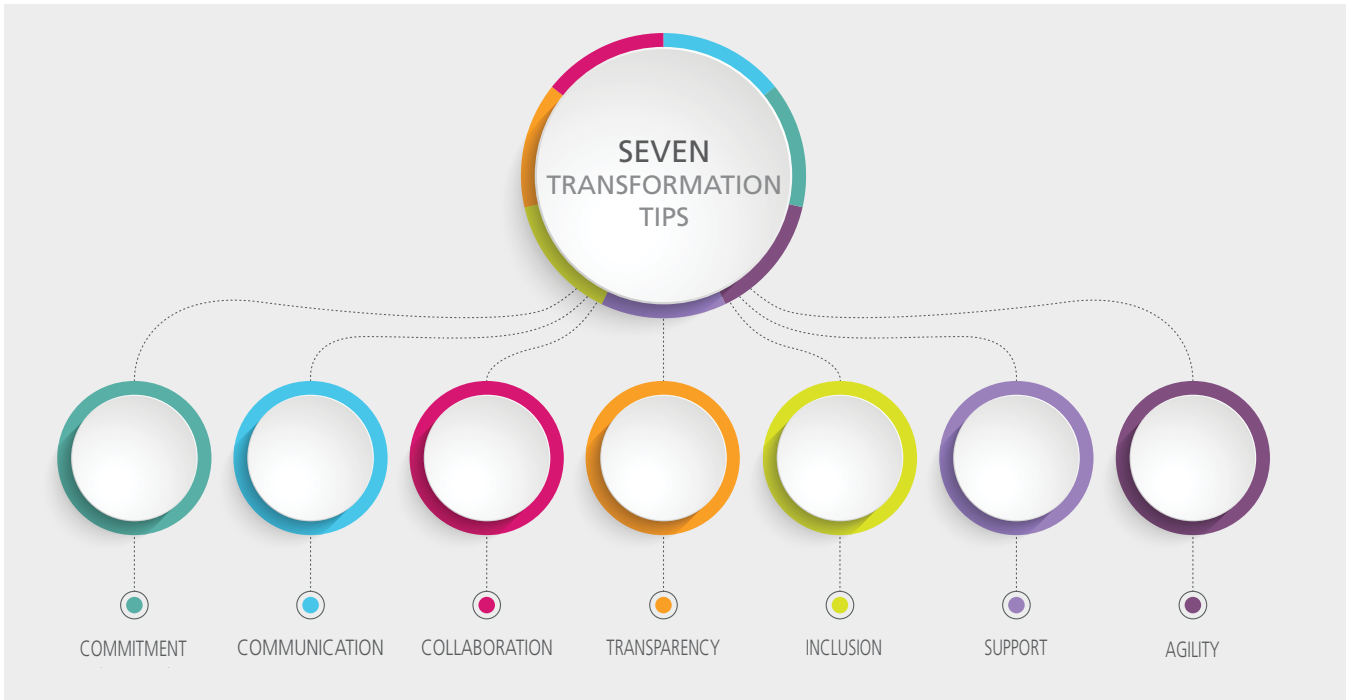 SEVEN
TRANSFORMATION
TIPS
COMMITMENT
COMMUNICATION
COLLABORATION
TRANSPARENCY
INCLUSION
SUPPORT
AGILITY